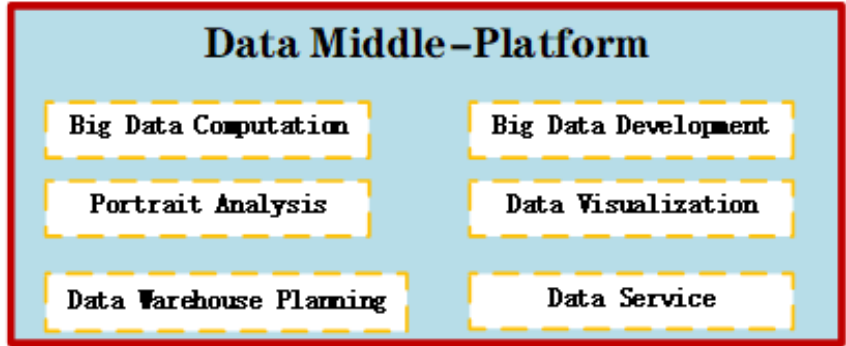 Data Middle-Platform
Big Data Computation
Big Data Development
Portrait Analysis
Data Visualization
Data Warehouse Planning
Data Service